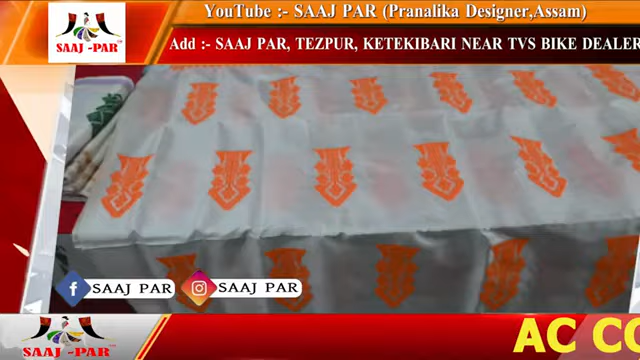 YouTube :- SAAJ PAR (Pranalika Designer,Assam)
SAAJ -PAR
Add :- SAAJ PAR, TEZPUR, KETEKIBARI NEAR TVS BIKE DEALER
SAAJ PAR
SAAJ PAR
SAAJ -PAR
AC CO